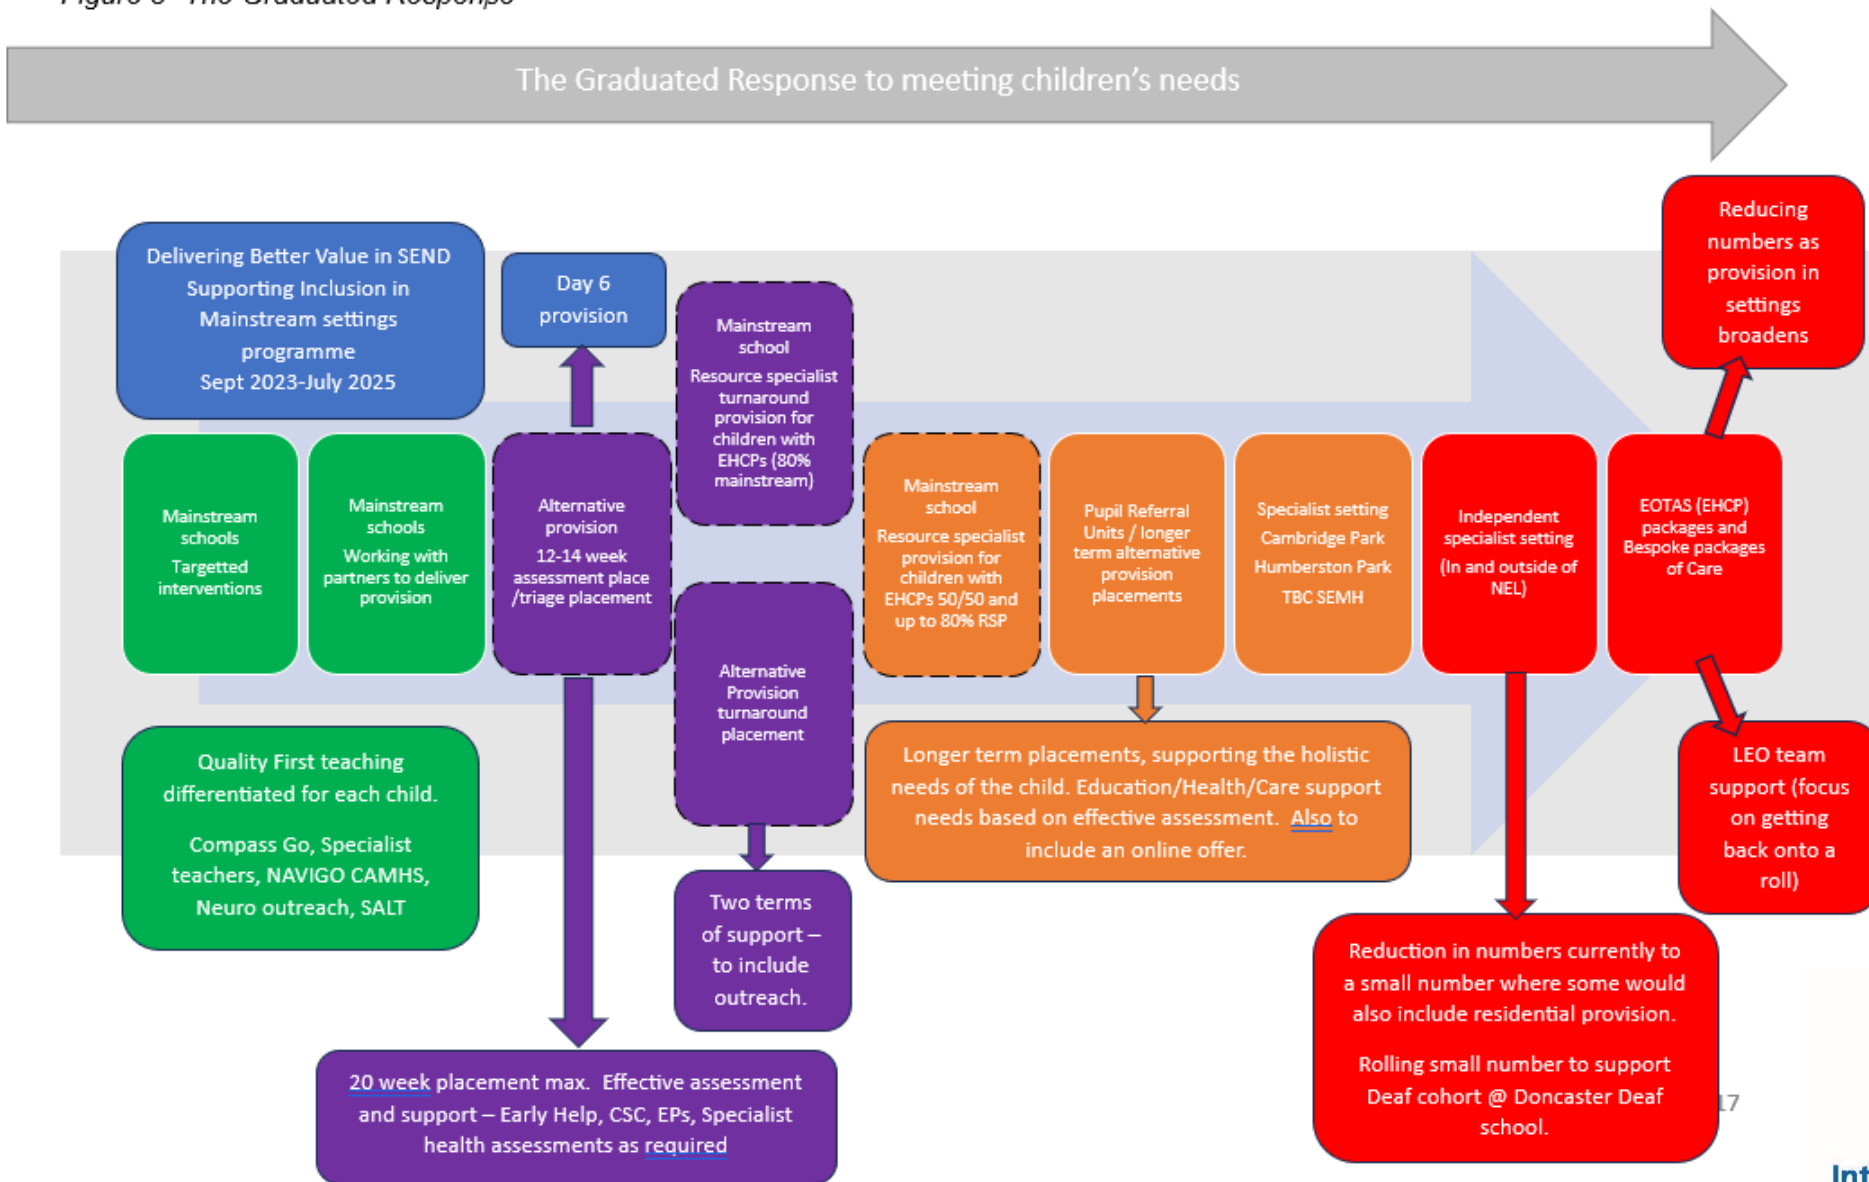 Figure 3 The Graduated Response
The Graduated Response to meeting children's needs
Delivering Better Value in SEND
Supporting Inclusion in
Mainstream settings
programme
Sept 2023-July 2025
Day 6
provision
Mainstream
school
Resource specialist
turnaround
provision for
children with
EHCPs (80%
mainstream)
Reducing
numbers as
provision in
settings
broadens
Mainstream
schools
Targetted
interventions
Mainstream
schools
Working with
partners to deliver
provision
Alternative
provision
12-14 week
assessment place
/triage placement
Alternative
Provision
turnaround
placement
Mainstream
school
Resource specialist
provision for
children with
EHCPs 50/50 and
up to 80% RSP
Pupil Referral
Units / longer
term alternative
provision
placements
Specialist setting
Cambridge Park
Humberston Park
TBC SEMH
Independent
specialist setting
(In and outside of
NEL)
EOTAS (EHCP)
packages and
Bespoke packages
of Care
Quality First teaching
differentiated for each child.
Compass Go, Specialist
teachers, NAVIGO CAMHS,
Neuro outreach, SALT
20 week placement max.  Effective assessment
and support – Early Help, CSC, EPs, Specialist
health assessments as required
Two terms
of support –
to include
outreach.
Longer term placements, supporting the holistic
needs of the child. Education/Health/Care support
needs based on effective assessment.  Also to
include an online offer.
Reduction in numbers currently to
a small number where some would
also include residential provision.
Rolling small number to support
Deaf cohort @ Doncaster Deaf
school.
LEO team
support (focus
on getting
back onto a
roll)
17
Int